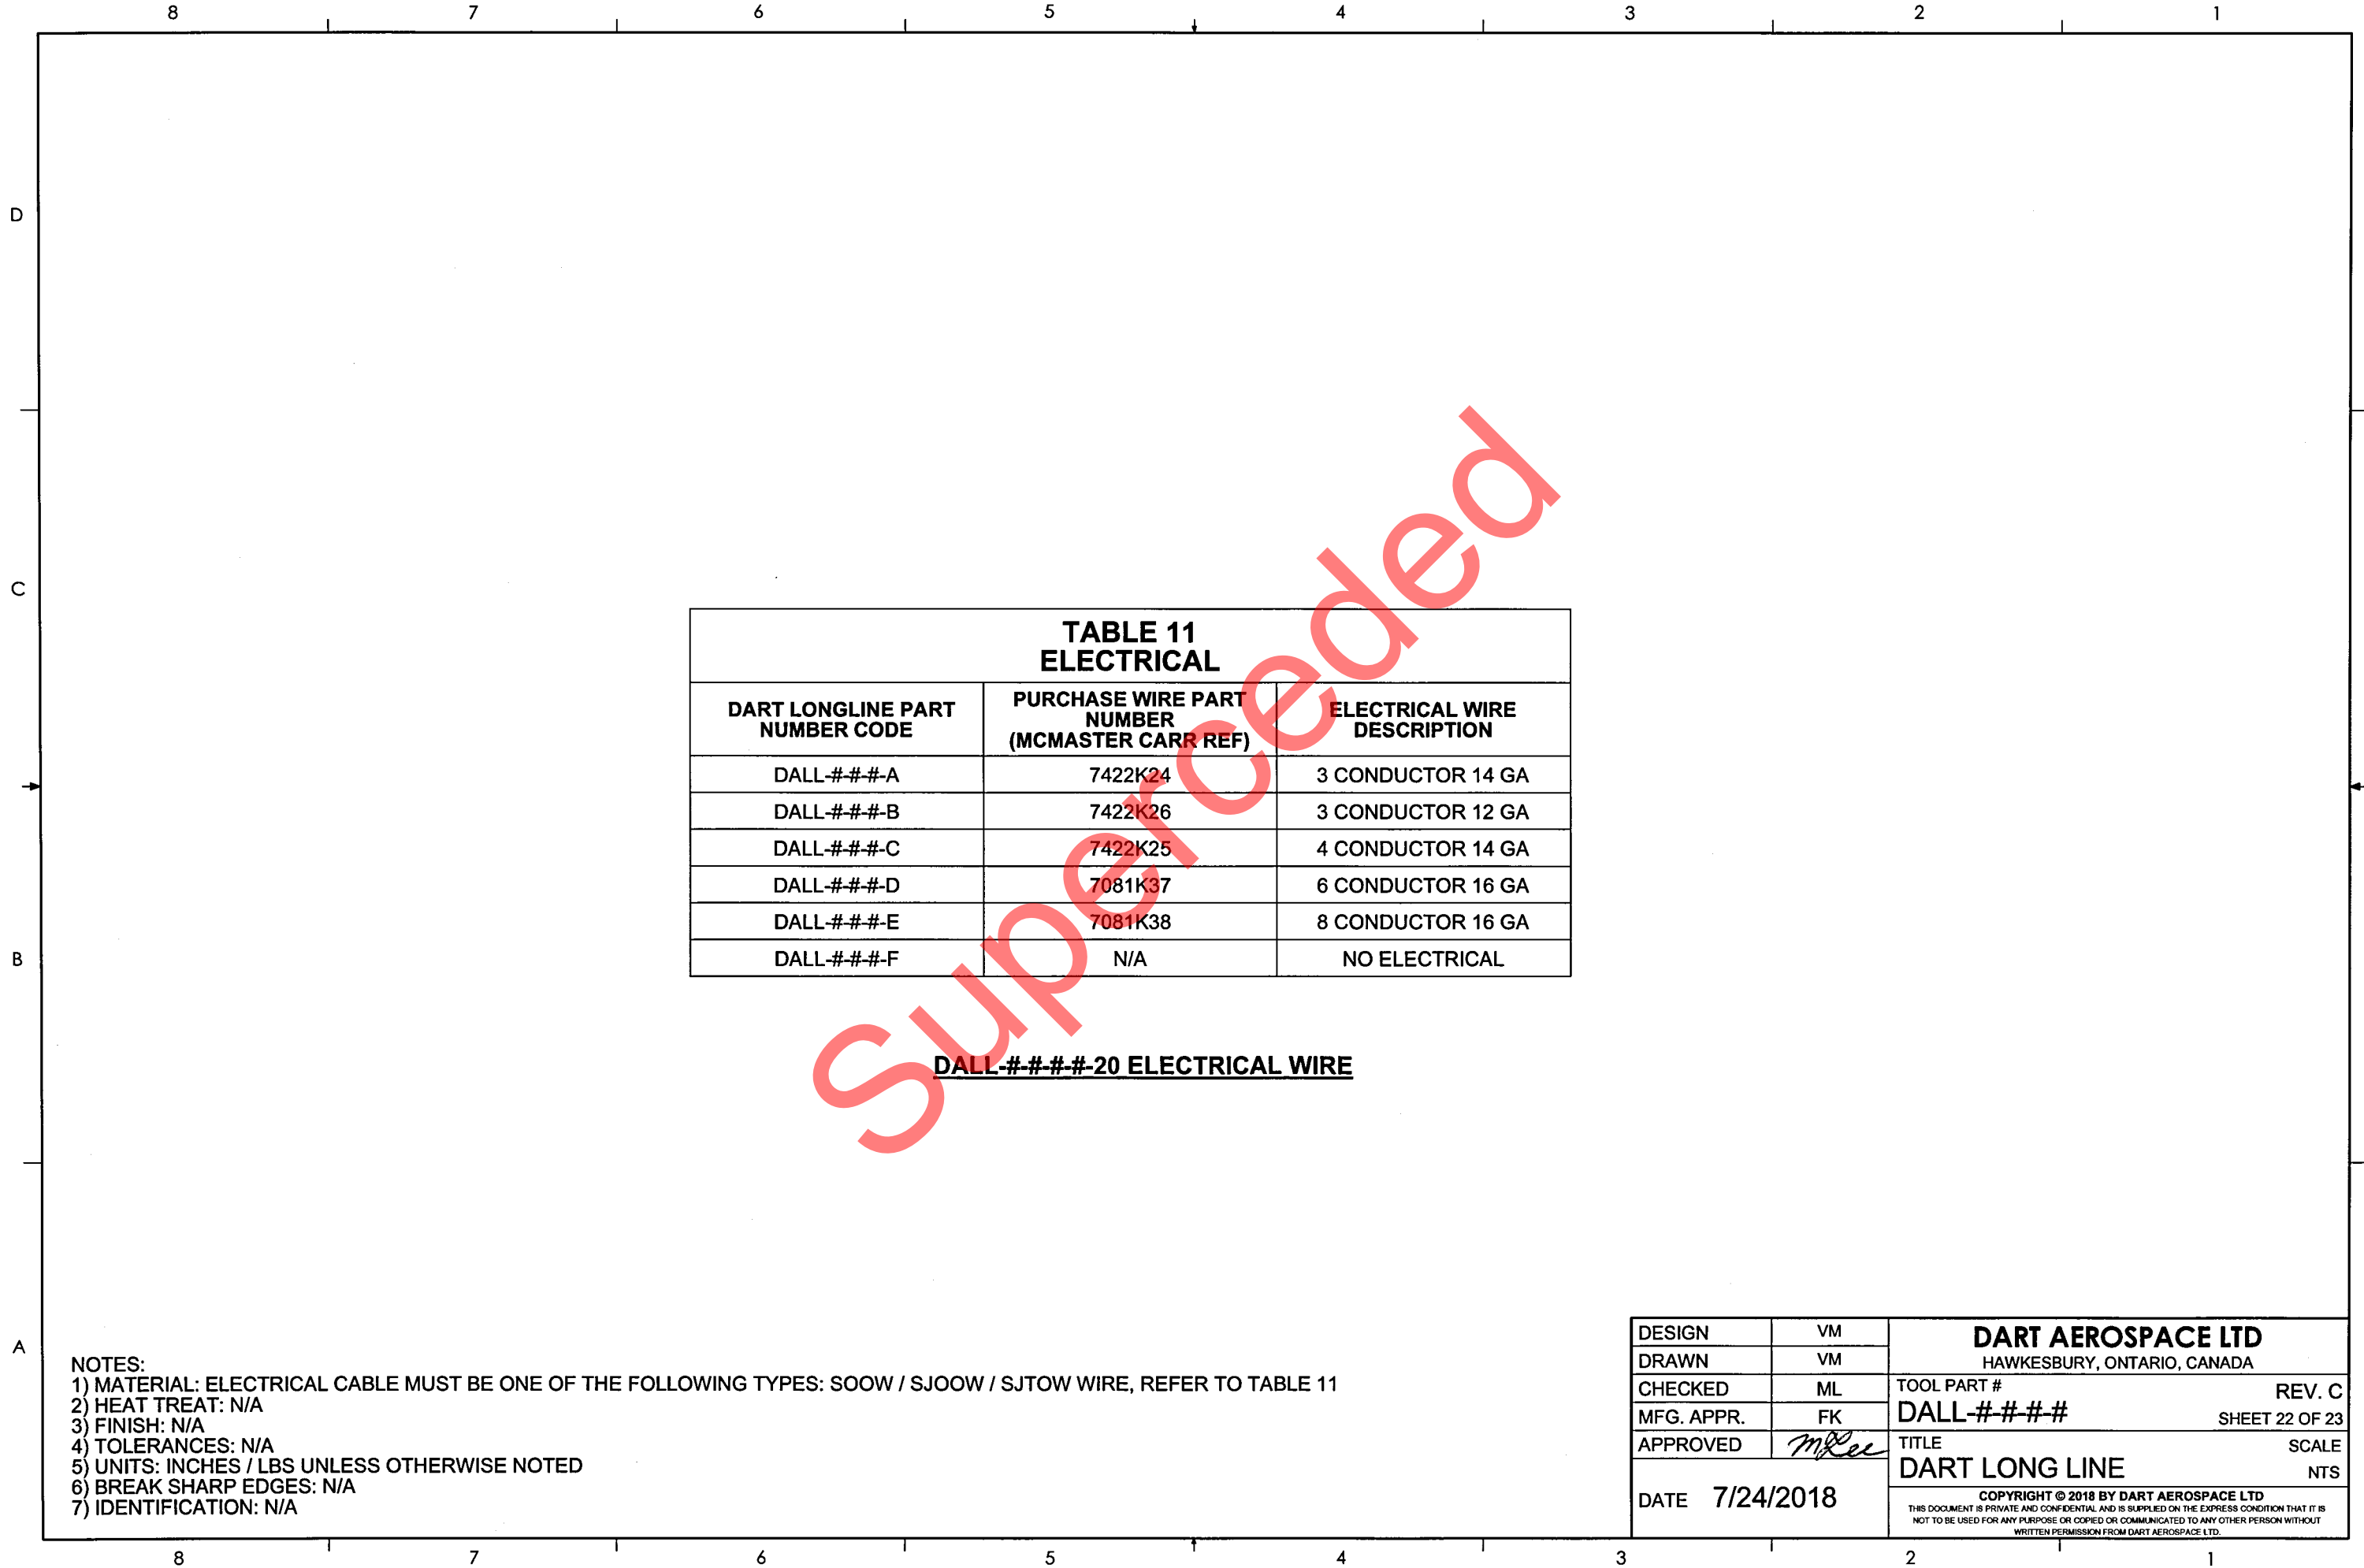 8 7 6 5 4 3 2 1
D
C
B
A
TABLE 11
ELECTRICAL
DART LONGLINE PART NUMBER CODE | PURCHASE WIRE PART NUMBER (MCMASTER CARR REF) | ELECTRICAL WIRE DESCRIPTION
DALL-#-#-#-A 7422K24 3 CONDUCTOR 14 GA
DALL-#-#-#-B 7422K26 3 CONDUCTOR 12 GA
DALL-#-#-#-C 7422K25 4 CONDUCTOR 14 GA
DALL-#-#-#-D 7081K37 6 CONDUCTOR 16 GA
DALL-#-#-#-E 7081K38 8 CONDUCTOR 16 GA
DALL-#-#-#-F N/A NO ELECTRICAL
Superceded
DALL-#-#-#-#-20 ELECTRICAL WIRE
NOTES:
1) MATERIAL: ELECTRICAL CABLE MUST BE ONE OF THE FOLLOWING TYPES: SOOW / SJOOW / SJTOW WIRE, REFER TO TABLE 11
2) HEAT TREAT: N/A
3) FINISH: N/A
4) TOLERANCES: N/A
5) UNITS: INCHES / LBS UNLESS OTHERWISE NOTED
6) BREAK SHARP EDGES: N/A
7) IDENTIFICATION: N/A
DESIGN VM
DRAWN VM
CHECKED ML
MFG. APPR. FK
APPROVED MLee
DATE 7/24/2018
DART AEROSPACE LTD
HAWKESBURY, ONTARIO, CANADA
TOOL PART # REV. C
DALL-#-#-#-# SHEET 22 OF 23
TITLE SCALE
DART LONG LINE NTS
COPYRIGHT © 2018 BY DART AEROSPACE LTD
THIS DOCUMENT IS PRIVATE AND CONFIDENTIAL AND IS SUPPLIED ON THE EXPRESS CONDITION THAT IT IS
NOT TO BE USED FOR ANY PURPOSE OR COPIED OR COMMUNICATED TO ANY OTHER PERSON WITHOUT
WRITTEN PERMISSION FROM DART AEROSPACE LTD.
8 7 6 5 4 3 2 1